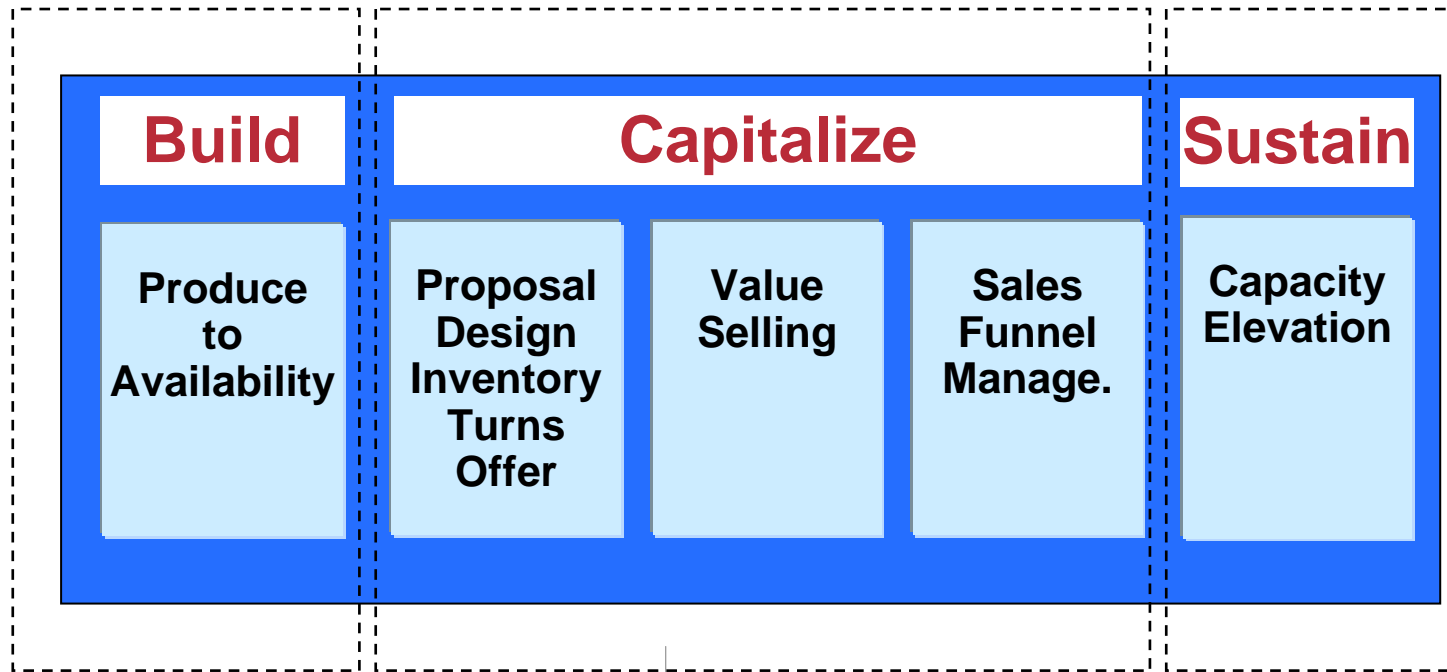 Build
Produce
to
Availability
Capitalize
Proposal
Design
Inventory
Turns
Offer
Value
Selling
Sales
Funnel
Manage.
Sustain
Capacity
Elevation